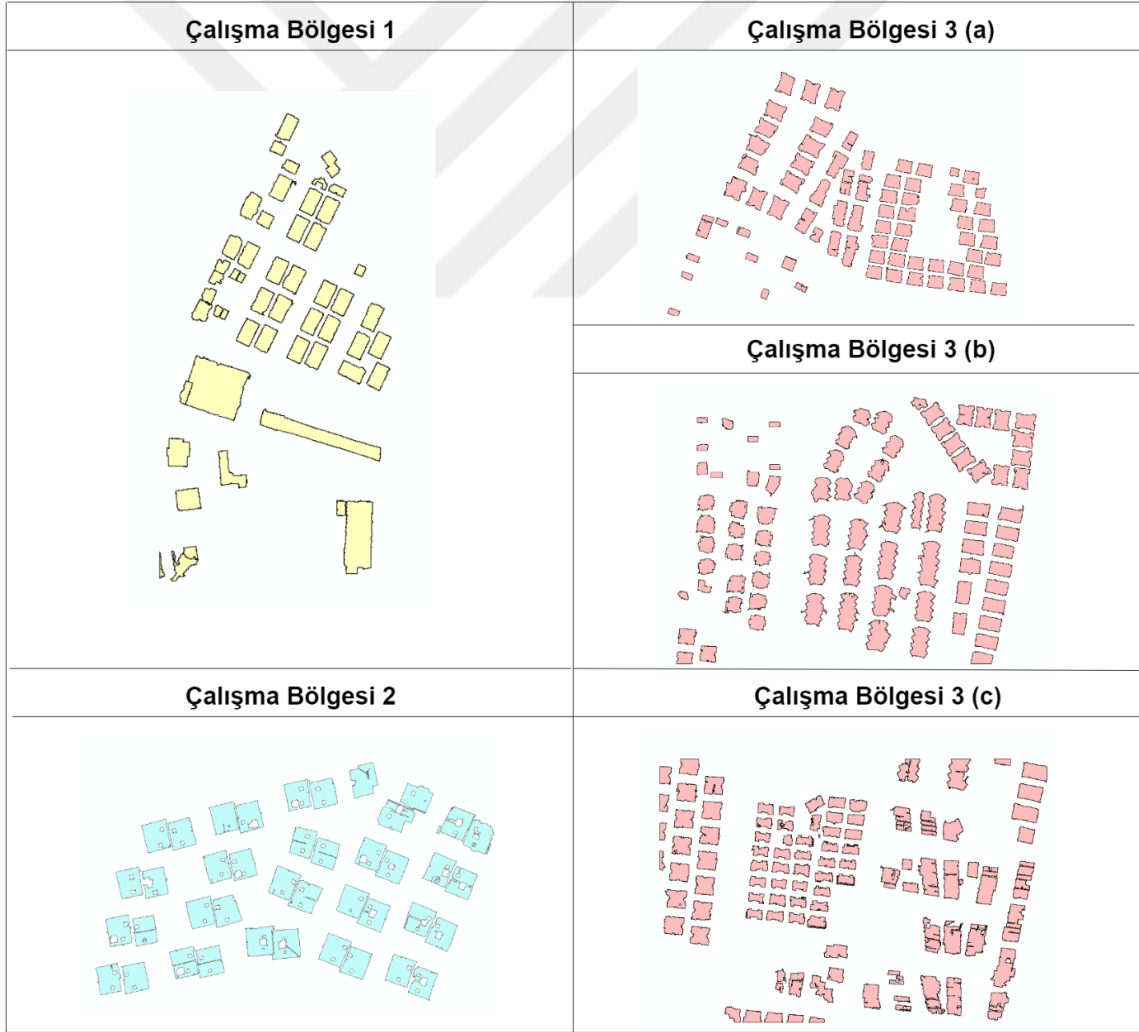 Çalışma Bölgesi 1
Çalışma Bölgesi 3 (a)
Çalışma Bölgesi 3 (b)
Çalışma Bölgesi 2
Çalışma Bölgesi 3 (c)